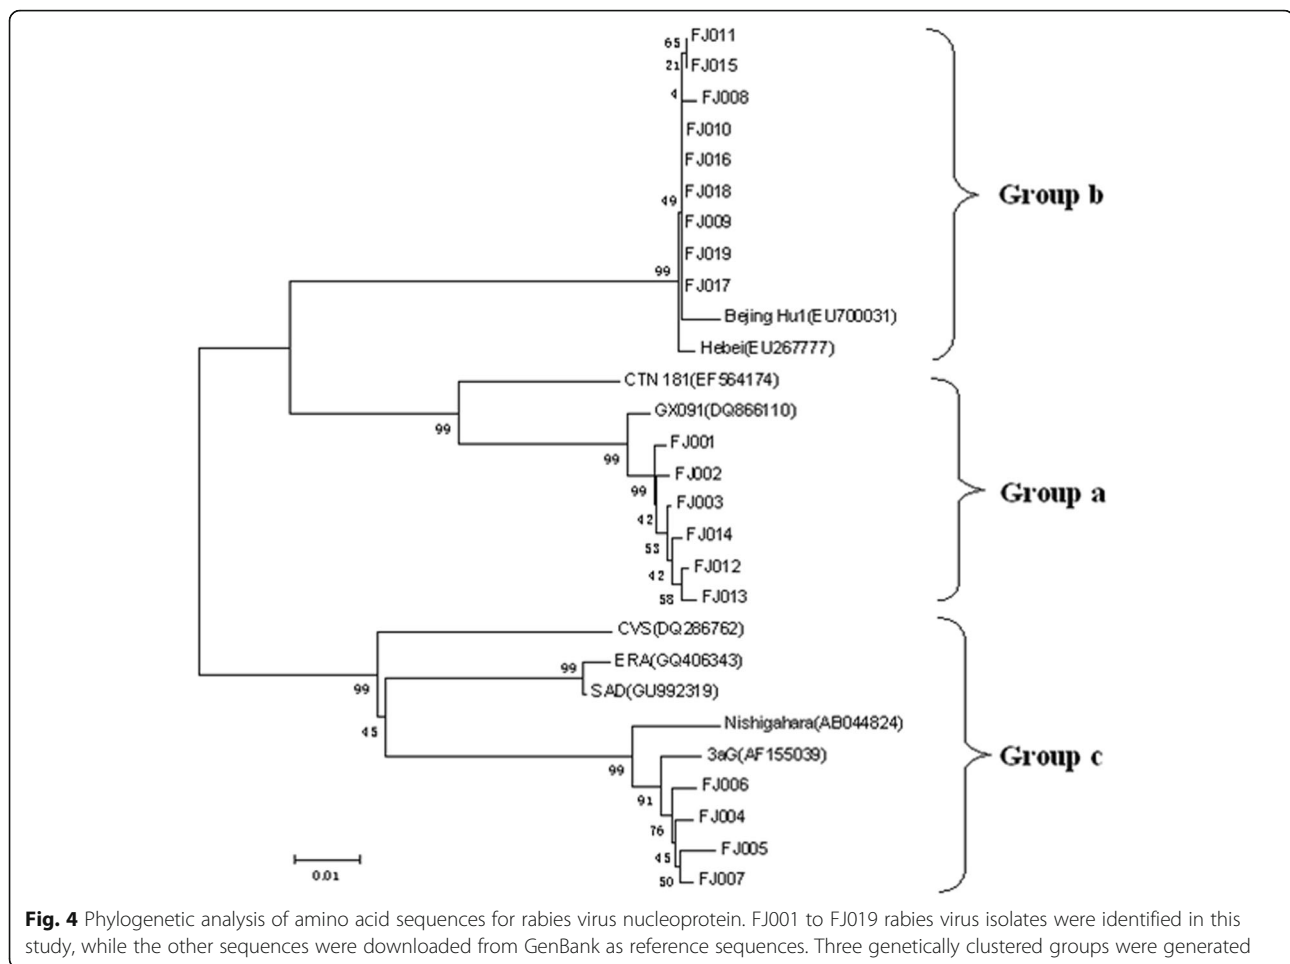 65
FJ011
21
FJ015
4
FJ008
FJ010
FJ016
FJ018
49
FJ009
FJ019
99
FJ017
Bejing Hu1(EU700031)
Hebei(EU267777)
Group b
CTN 181(EF564174)
99
GX091(DQ866110)
99
FJ001
99
FJ002
FJ003
42
FJ014
53
FJ012
42
FJ013
58
Group a
CVS(DQ286762)
99
ERA(GQ406343)
99
SAD(GU992319)
45
Nishigahara(AB044824)
99
3aG(AF155039)
91
FJ006
76
FJ004
45
FJ005
50
FJ007
Group c
0.01
Fig. 4 Phylogenetic analysis of amino acid sequences for rabies virus nucleoprotein. FJ001 to FJ019 rabies virus isolates were identified in this
study, while the other sequences were downloaded from GenBank as reference sequences. Three genetically clustered groups were generated